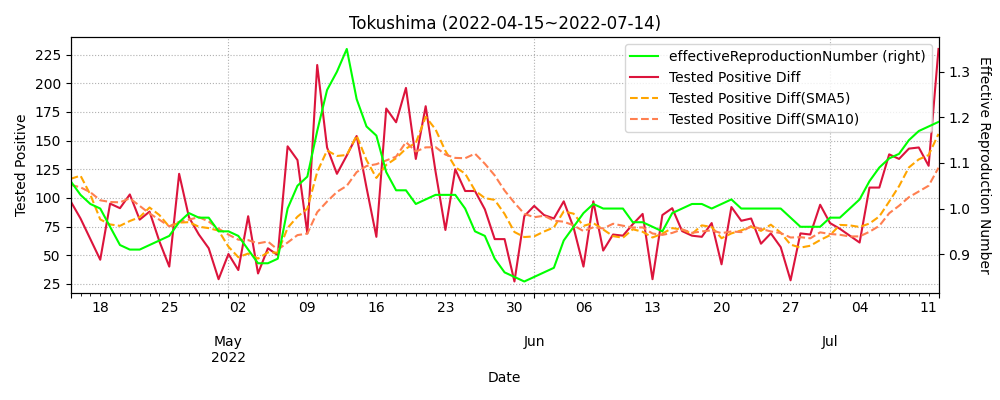 Tokushima (2022-04-15~2022-07-14)
effectiveReproductionNumber (right)
Tested Positive Diff
Tested Positive Diff(SMA5)
Tested Positive Diff(SMA10)
Tested Positive
225
200
175
150
125
100
75
50
25
1.3
1.2
1.1
1.0
0.9
Effective Reproduction Number
18 25 02 09 16 23 30 06 13 20 27 04 11
May Jun Jul
2022
Date